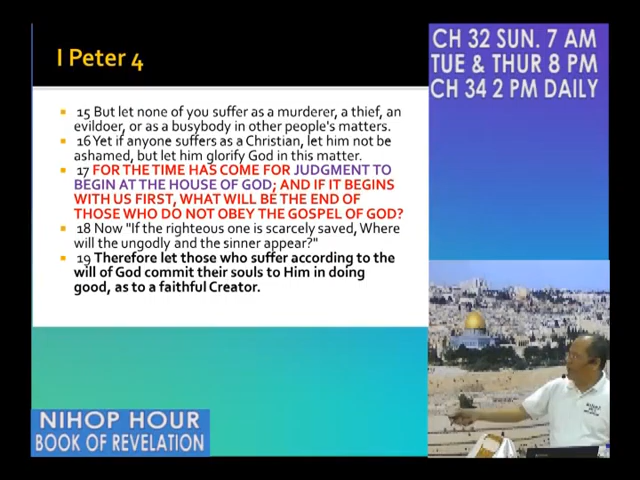 I Peter 4
CH 32 SUN. 7 AM
TUE & THUR 8 PM
CH 34 2 PM DAILY
15 But let none of you suffer as a murderer, a thief, an
evildoer, or as a busybody in other people's matters.
16 Yet if anyone suffers as a Christian, let him not be
ashamed, but let him glorify God in this matter.
17 FOR THE TIME HAS COME FOR JUDGMENT TO
BEGIN AT THE HOUSE OF GOD; AND IF IT BEGINS
WITH US FIRST, WHAT WILL BE THE END OF
THOSE WHO DO NOT OBEY THE GOSPEL OF GOD?
18 Now "If the righteous one is scarcely saved, Where
will the ungodly and the sinner appear?"
19 Therefore let those who suffer according to the
will of God commit their souls to Him in doing
good, as to a faithful Creator.
NIHOP HOUR
BOOK OF REVELATION